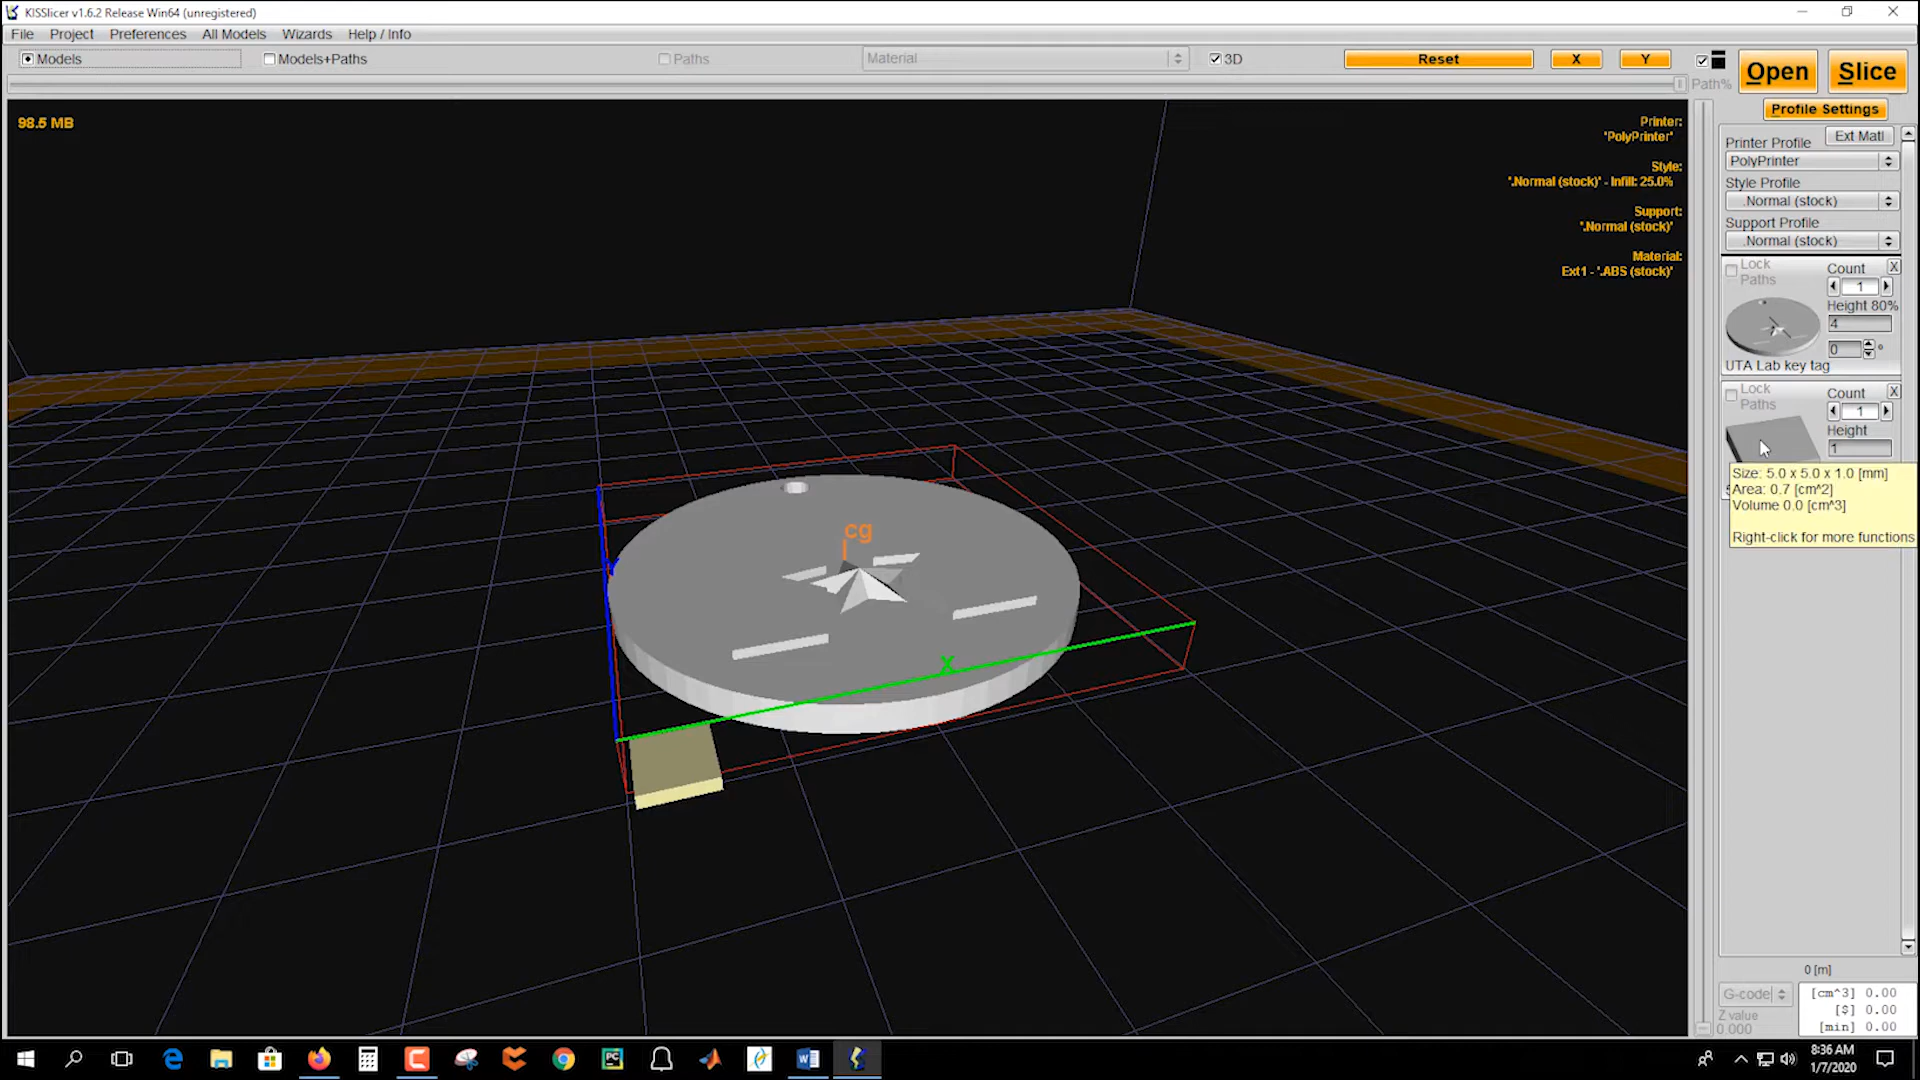 KISSlicer v1.6.2 Release Win64 (unregistered)
File Project Preferences All Models Wizards Help / Info
Models Models+Paths Paths Material 3D Reset X Y Path% Open Slice
98.5 MB
Printer:
'PolyPrinter'
Style:
'.Normal (stock)' - Infill: 25.0%
Support:
'.Normal (stock)'
Material:
Ext1 - '.ABS (stock)'
cg
Y
X
Profile Settings
Printer Profile Ext Matl
PolyPrinter
Style Profile
.Normal (stock)
Support Profile
.Normal (stock)
Lock Paths Count X
1
Height 80%
4
0 °
UTA Lab key tag
Lock Paths Count X
1
Height
1
Size: 5.0 x 5.0 x 1.0 [mm]
Area: 0.7 [cm^2]
Volume 0.0 [cm^3]
Right-click for more functions
0 [m]
G-code [cm^3] 0.00
Z value [$] 0.00
0.000 [min] 0.00
8:36 AM
1/7/2020